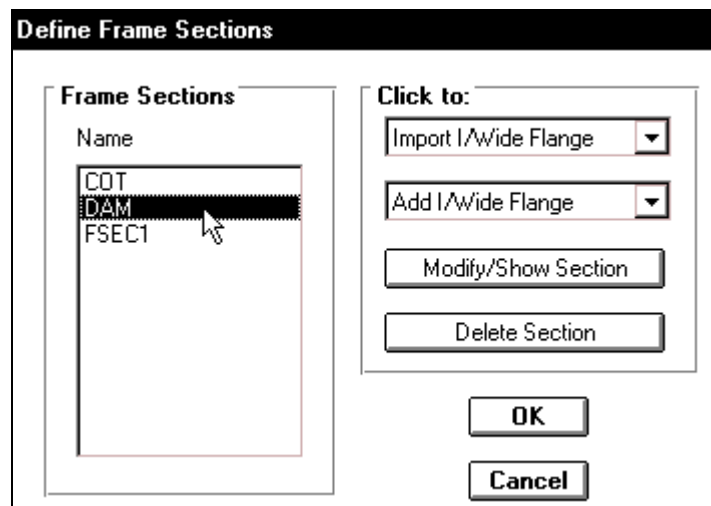 Define Frame Sections
Frame Sections
Name
COT
DAM
FSEC1
Click to:
Import I/Wide Flange
Add I/Wide Flange
Modify/Show Section
Delete Section
OK
Cancel